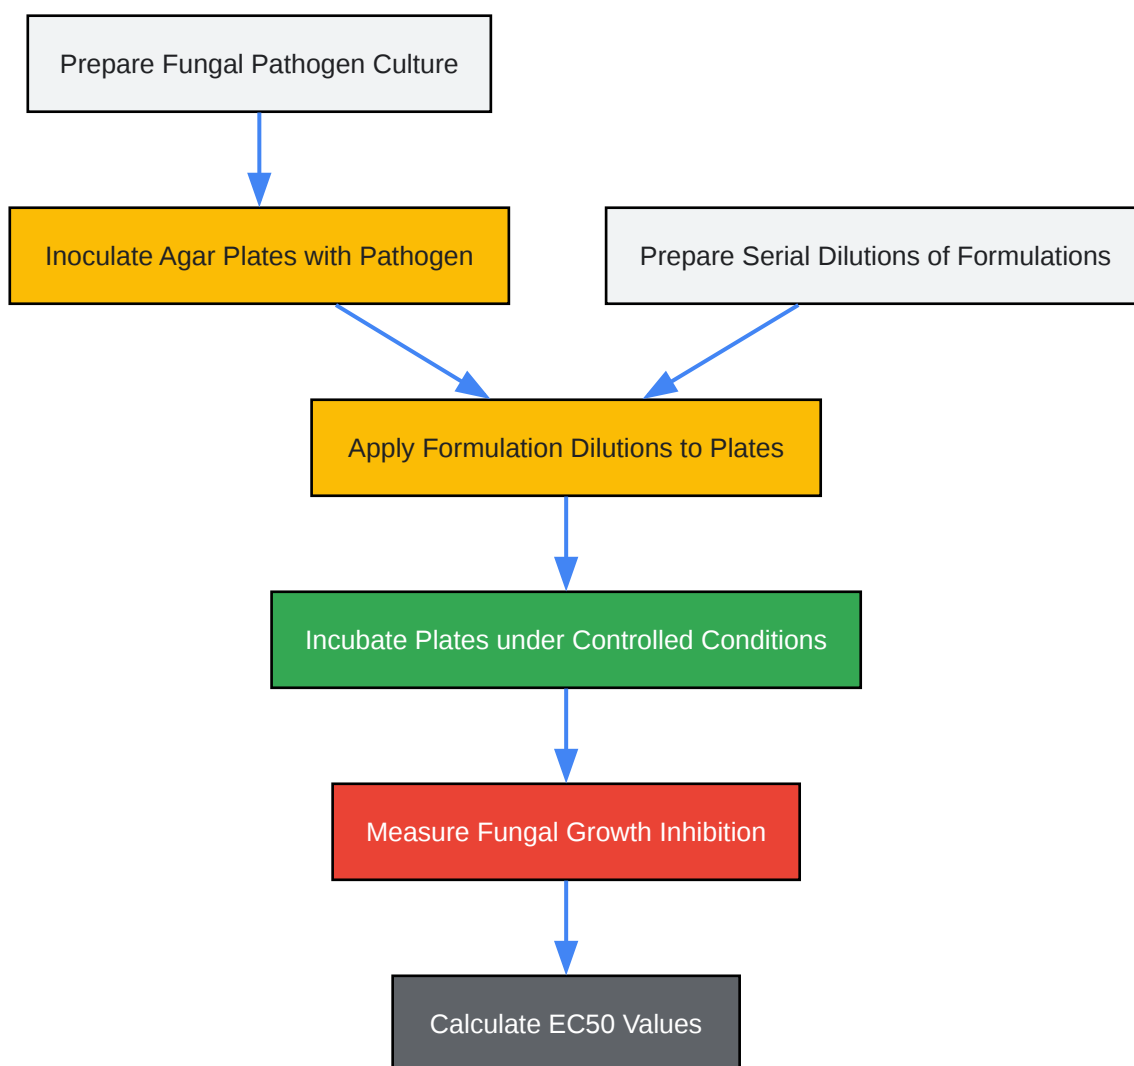 Prepare Fungal Pathogen Culture
Inoculate Agar Plates with Pathogen
Prepare Serial Dilutions of Formulations
Apply Formulation Dilutions to Plates
Incubate Plates under Controlled Conditions
Measure Fungal Growth Inhibition
Calculate EC50 Values